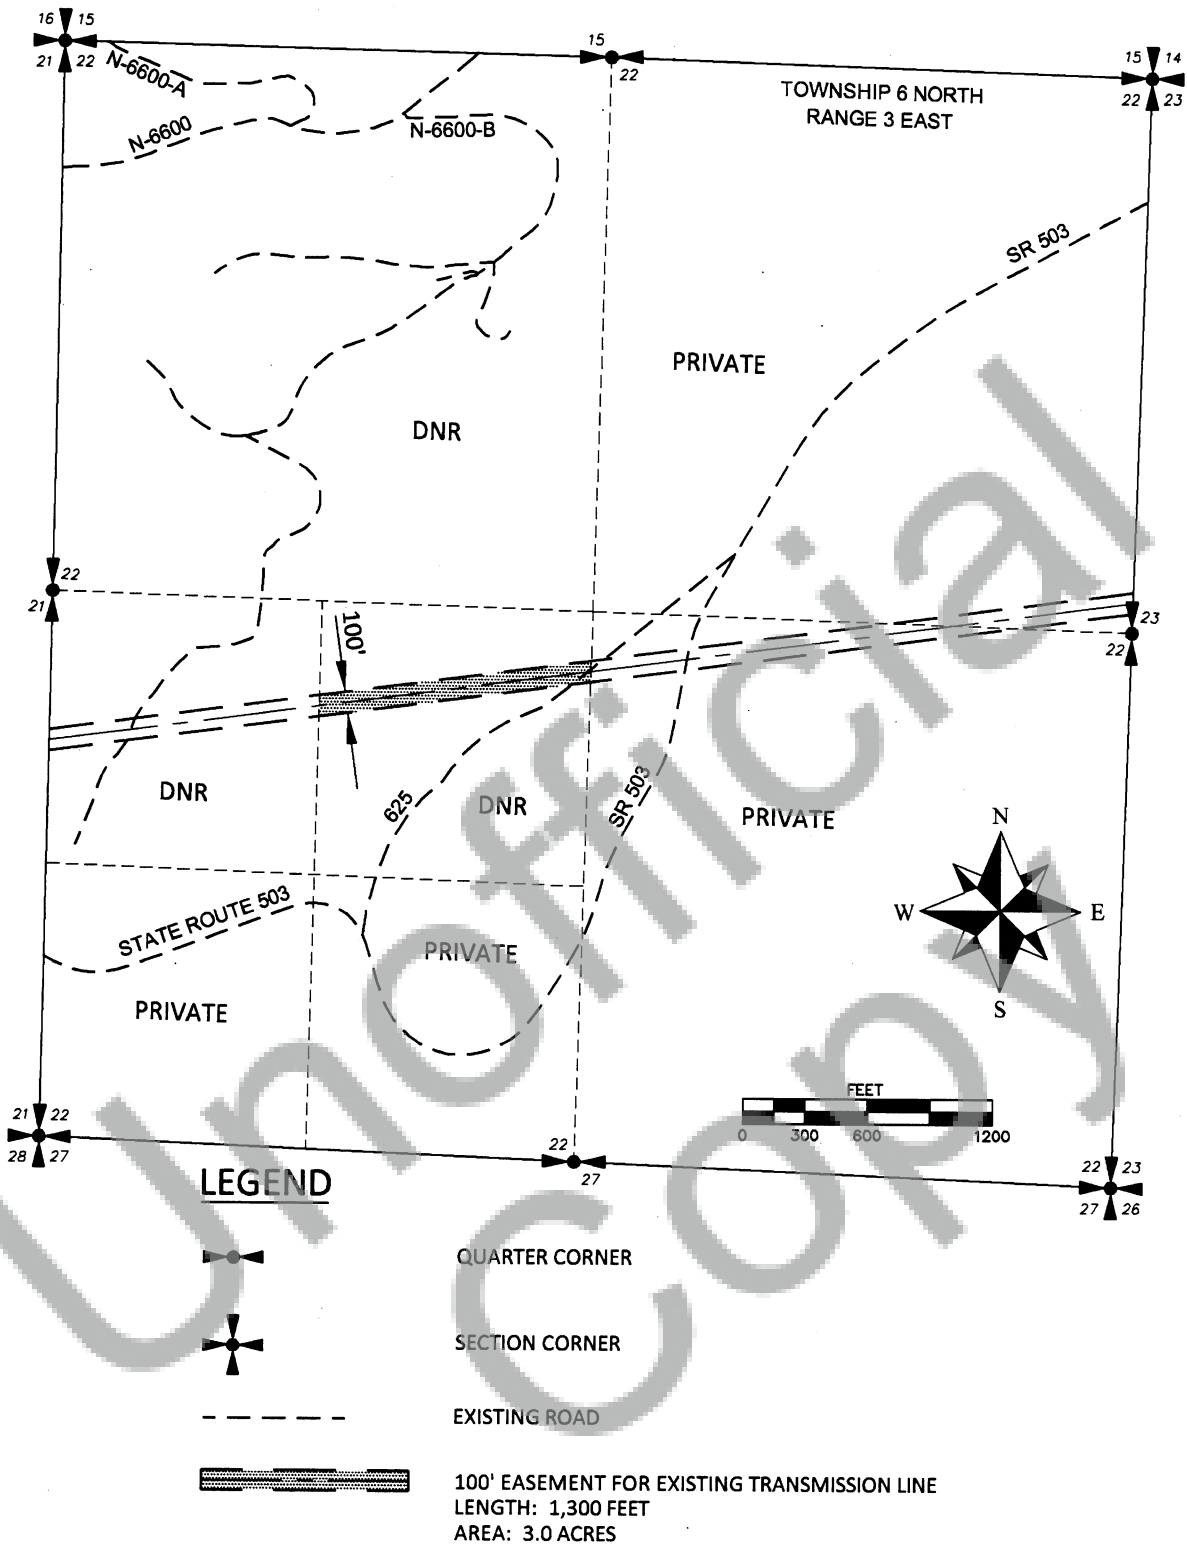 16 15
21 22
15
22
15 14
22 23
N-6600-A
N-6600
N-6600-B
TOWNSHIP 6 NORTH
RANGE 3 EAST
SR 503
PRIVATE
DNR
22
21
100'
23
22
DNR
625
DNR
SR 503
PRIVATE
N
W E
S
STATE ROUTE 503
PRIVATE
PRIVATE
FEET
0 300 600 1200
21 22
28 27
22
27
22 23
27 26
LEGEND
QUARTER CORNER
SECTION CORNER
EXISTING ROAD
100' EASEMENT FOR EXISTING TRANSMISSION LINE
LENGTH: 1,300 FEET
AREA: 3.0 ACRES
Unofficial
Copy